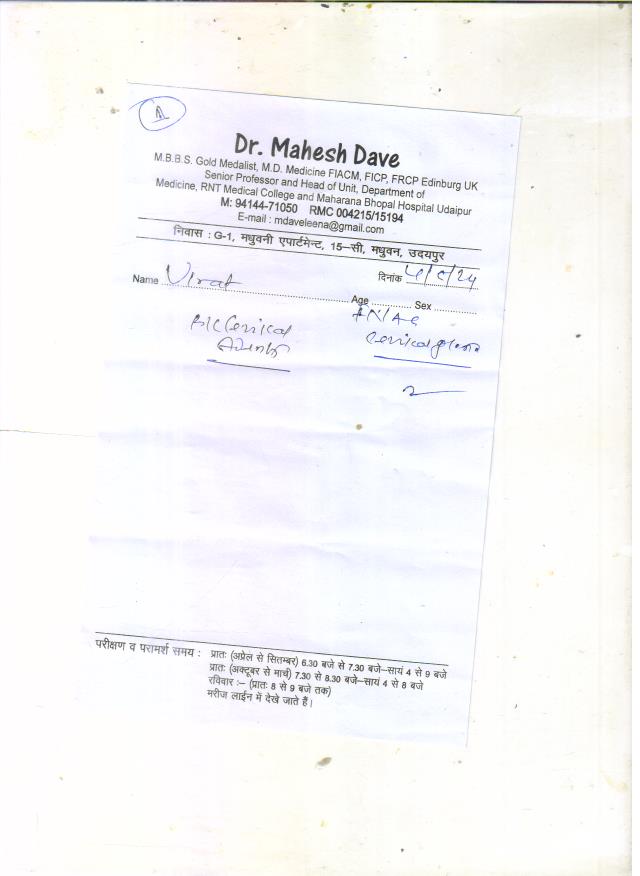 Dr. Mahesh Dave
M.B.B.S. Gold Medalist, M.D. Medicine FIACM, FICP, FRCP Edinburg UK
Senior Professor and Head of Unit, Department of
Medicine, RNT Medical College and Maharana Bhopal Hospital Udaipur
M: 94144-71050 RMC 004215/15194
E-mail : mdaveleena@gmail.com
निवास : G-1, मधुवनी एपार्टमेन्ट, 15–सी, मधुवन, उदयपुर
दिनांक
Name Virat Age Sex
B/L Cervical
FNAC
Cervical
परीक्षण व परामर्श समय : प्रातः (अप्रेल से सितम्बर) 6.30 बजे से 7.30 बजे–सायं 4 से 9 बजे
प्रातः (अक्टूबर से मार्च) 7.30 से 8.30 बजे–सायं 4 से 8 बजे
रविवार :– (प्रातः 8 से 9 बजे तक)
मरीज लाईन में देखे जाते हैं।